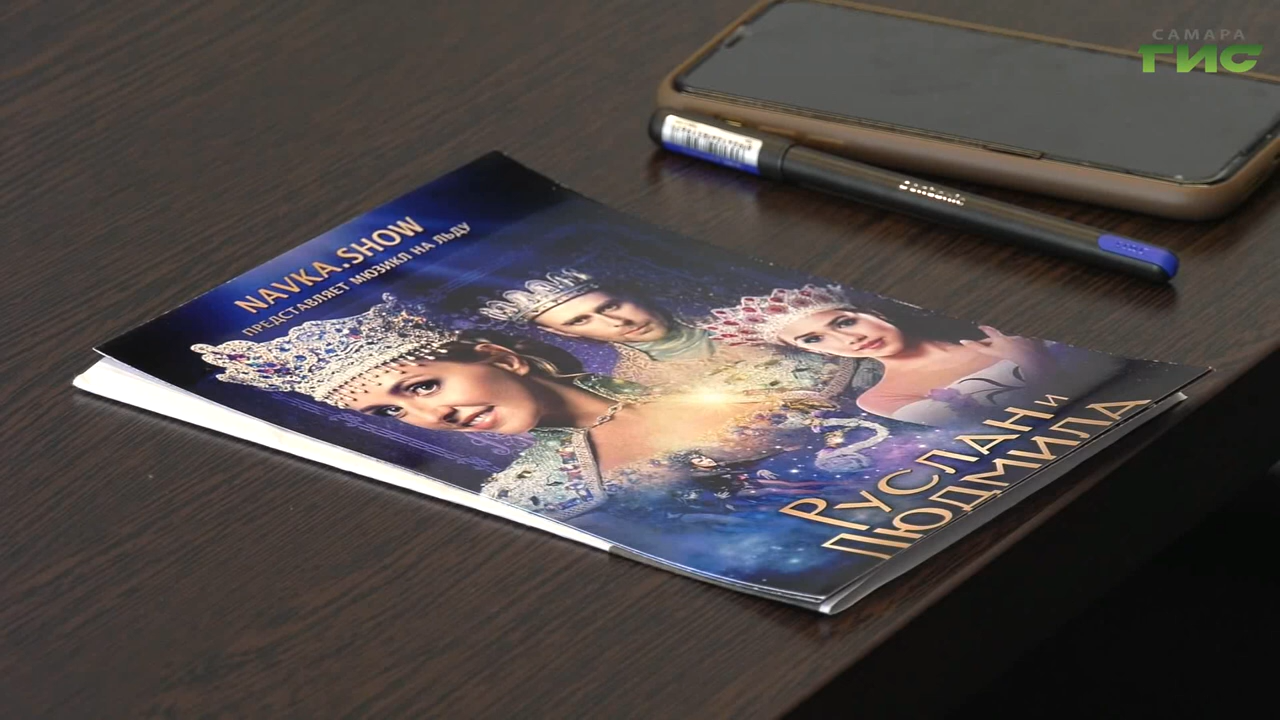 САМАРА
ГИС
NAVKA.SHOW
ПРЕДСТАВЛЯЕТ МЮЗИКЛ НА ЛЬДУ
РУСЛАН И
ЛЮДМИЛА